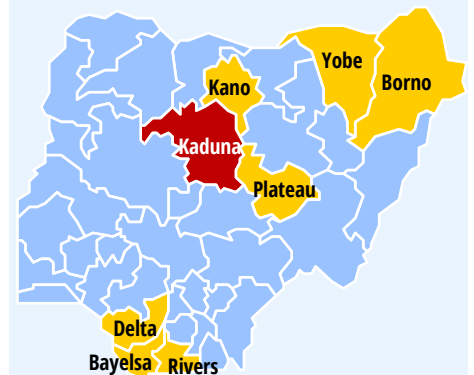 Yobe
Borno
Kano
Kaduna
Plateau
Delta
Bayelsa
Rivers